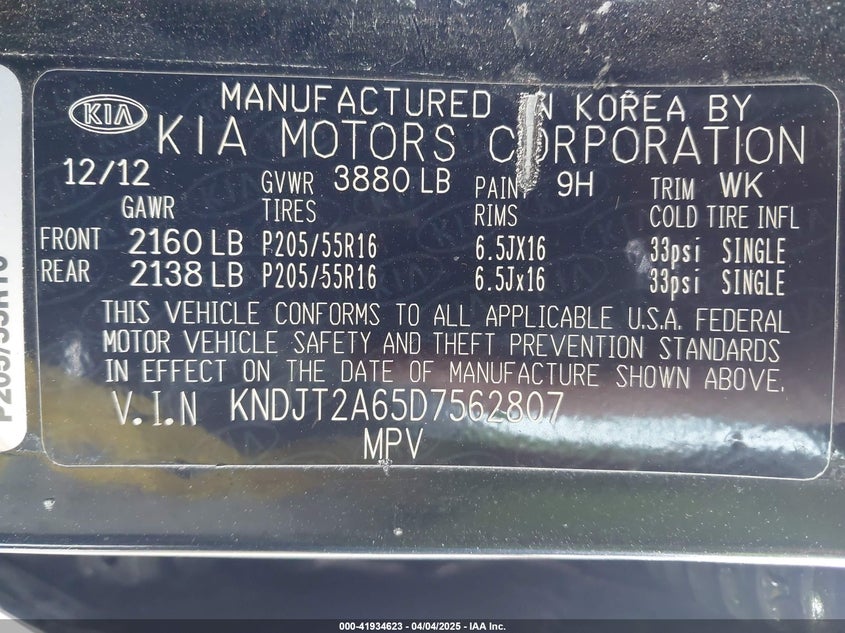 MANUFACTURED IN KOREA BY
KIA KIA MOTORS CORPORATION
12/12 GVWR 3880 LB PAINT 9H TRIM WK
GAWR TIRES RIMS COLD TIRE INFL
FRONT 2160 LB P205/55R16 6.5JX16 33psi SINGLE
REAR 2138 LB P205/55R16 6.5Jx16 33psi SINGLE
THIS VEHICLE CONFORMS TO ALL APPLICABLE U.S.A. FEDERAL
MOTOR VEHICLE SAFETY AND THEFT PREVENTION STANDARDS
IN EFFECT ON THE DATE OF MANUFACTURE SHOWN ABOVE.
V.I.N KNDJT2A65D7562807
MPV
P205/55R16
000-41934623 - 04/04/2025 - IAA Inc.